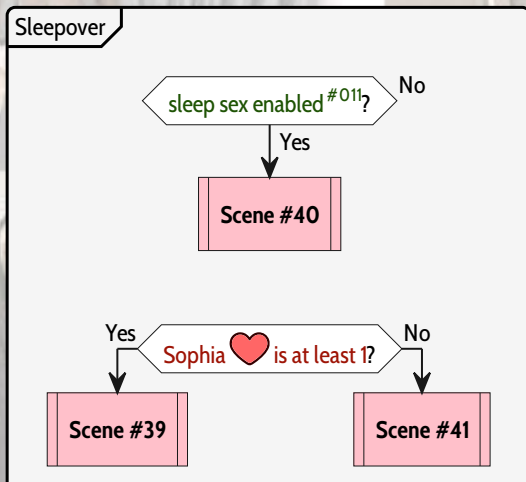 Sleepover
No
sleep sex enabled #011?
Yes
Scene #40
Yes
No
Sophia ❤ is at least 1?
Scene #39
Scene #41